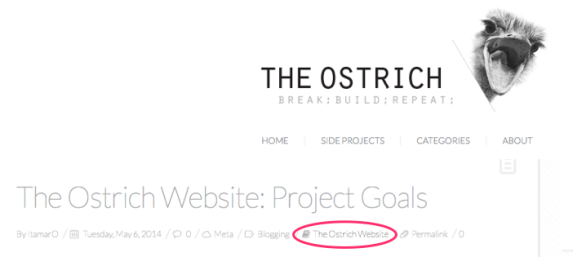 THE OSTRICH
BREAK:BUILD:REPEAT:
HOME SIDE PROJECTS CATEGORIES ABOUT
The Ostrich Website: Project Goals
By ItamarO / Tuesday, May 6, 2014 / 0 / Meta / Blogging / The Ostrich Website / Permalink / 0